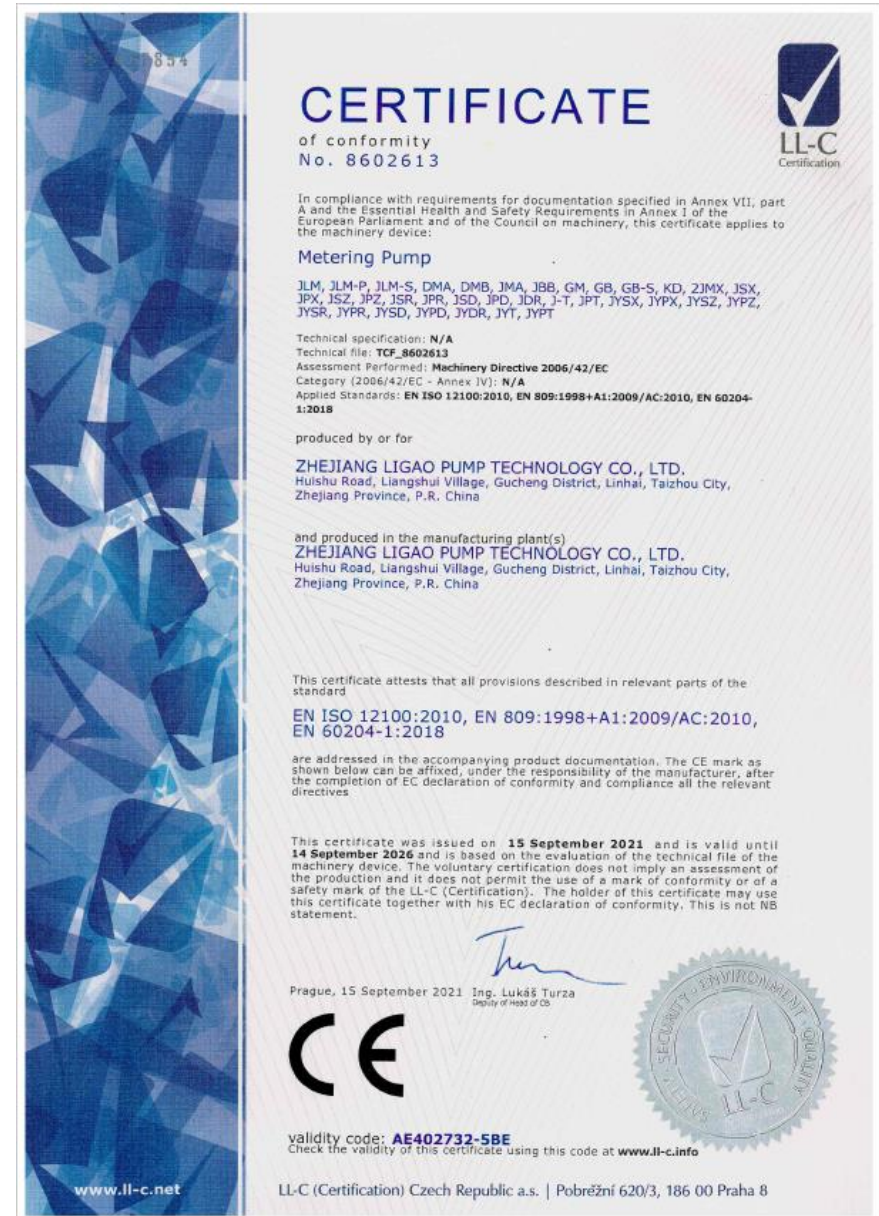 CERTIFICATE
of conformity
No. 8602613
LL-C
Certification
In compliance with requirements for documentation specified in Annex VII, part
A and the Essential Health and Safety Requirements in Annex I of the
European Parliament and of the Council on machinery, this certificate applies to
the machinery device:
Metering Pump
JLM, JLM-P, JLM-S, DMA, DMB, JMA, JBB, GM, GB, GB-S, KD, 2JMX, JSX,
JPX, JSZ, JPZ, JSR, JPR, JSD, JPD, JDR, J-T, JPT, JYSX, JYPX, JYSZ, JYPZ,
JYSR, JYPR, JYSD, JYPD, JYDR, JYT, JYPT
Technical specification: N/A
Technical file: TCF_8602613
Assessment Performed: Machinery Directive 2006/42/EC
Category (2006/42/EC - Annex IV): N/A
Applied Standards: EN ISO 12100:2010, EN 809:1998+A1:2009/AC:2010, EN 60204-
1:2018
produced by or for
ZHEJIANG LIGAO PUMP TECHNOLOGY CO., LTD.
Huishu Road, Liangshui Village, Gucheng District, Linhai, Taizhou City,
Zhejiang Province, P.R. China
and produced in the manufacturing plant(s)
ZHEJIANG LIGAO PUMP TECHNOLOGY CO., LTD.
Huishu Road, Liangshui Village, Gucheng District, Linhai, Taizhou City,
Zhejiang Province, P.R. China
This certificate attests that all provisions described in relevant parts of the
standard
EN ISO 12100:2010, EN 809:1998+A1:2009/AC:2010,
EN 60204-1:2018
are addressed in the accompanying product documentation. The CE mark as
shown below can be affixed, under the responsibility of the manufacturer, after
the completion of EC declaration of conformity and compliance all the relevant
directives
This certificate was issued on 15 September 2021 and is valid until
14 September 2026 and is based on the evaluation of the technical file of the
machinery device. The voluntary certification does not imply an assessment of
the production and it does not permit the use of a mark of conformity or of a
safety mark of the LL-C (Certification). The holder of this certificate may use
this certificate together with his EC declaration of conformity. This is not NB
statement.
Prague, 15 September 2021 Ing. Lukáš Turza
Deputy of Head of CB
CE
SAFETY · SECURITY · ENVIRONMENT · QUALITY
LL-C
validity code: AE402732-5BE
Check the validity of this certificate using this code at www.ll-c.info
www.ll-c.net
LL-C (Certification) Czech Republic a.s. | Pobřežní 620/3, 186 00 Praha 8